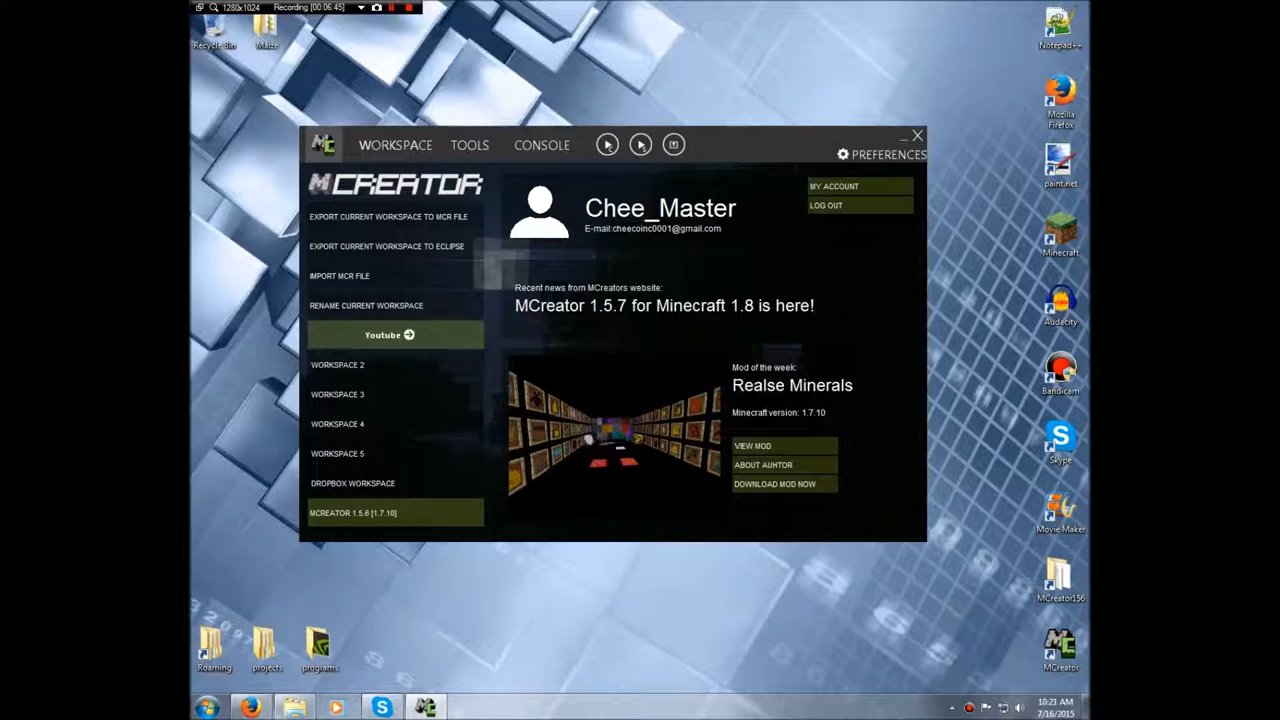 1280x1024 Recording [00:06:45]
Recycle Bin
Maize
Notepad++
Mozilla
Firefox
paint.net
Minecraft
Audacity
Bandicam
Skype
Movie Maker
MCreator156
MCreator
WORKSPACE TOOLS CONSOLE
PREFERENCES
MCREATOR
EXPORT CURRENT WORKSPACE TO MCR FILE
EXPORT CURRENT WORKSPACE TO ECLIPSE
IMPORT MCR FILE
RENAME CURRENT WORKSPACE
Youtube
WORKSPACE 2
WORKSPACE 3
WORKSPACE 4
WORKSPACE 5
DROPBOX WORKSPACE
MCREATOR 1.5.6 [1.7.10]
Chee_Master
E-mail:cheecoinc0001@gmail.com
MY ACCOUNT
LOG OUT
Recent news from MCreators website:
MCreator 1.5.7 for Minecraft 1.8 is here!
Mod of the week:
Realse Minerals
Minecraft version: 1.7.10
VIEW MOD
ABOUT AUHTOR
DOWNLOAD MOD NOW
Roaming
projects
programs
10:21 AM
7/16/2015